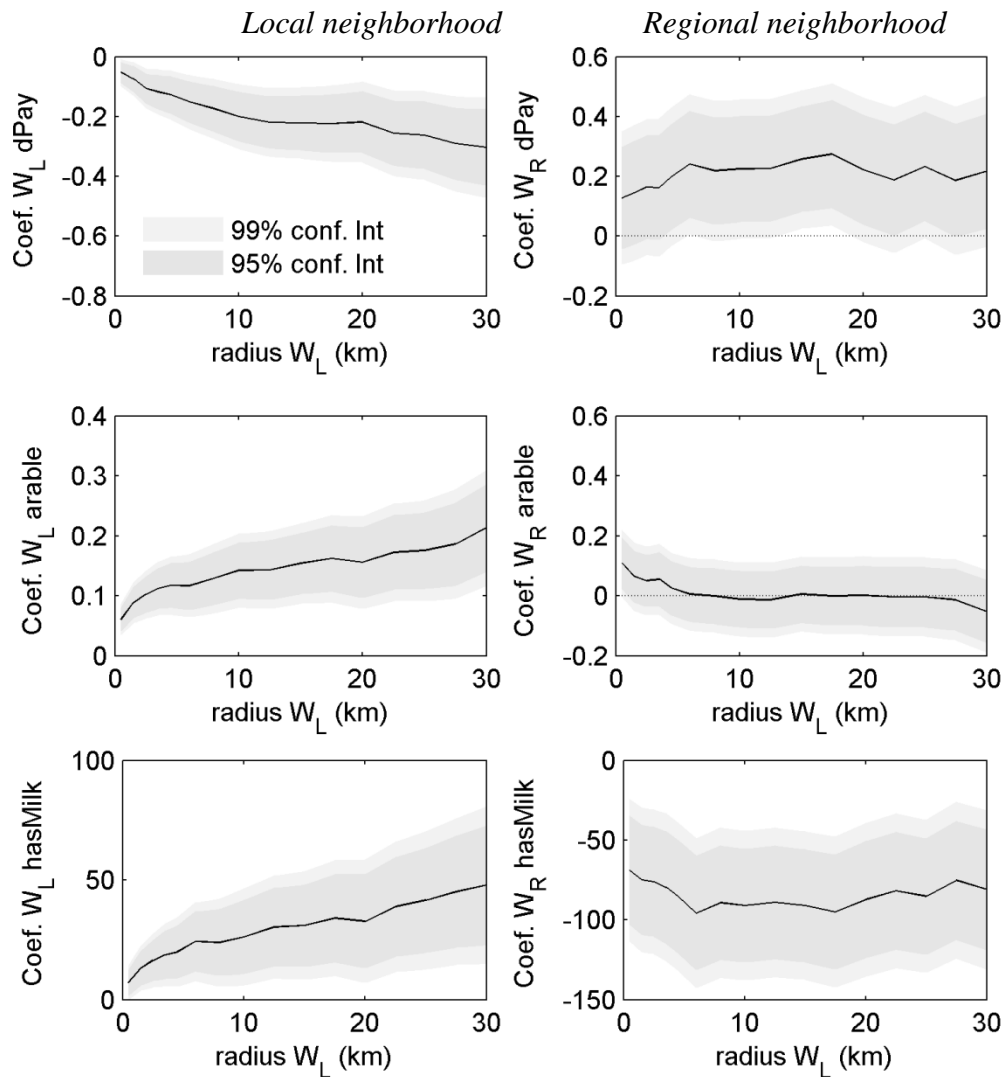 Local neighborhood
Regional neighborhood
0
-0.2
-0.4
-0.6
-0.8
Coef. W_L dPay
99% conf. Int
95% conf. Int
0 10 20 30
radius W_L (km)
0.6
0.4
0.2
0
-0.2
Coef. W_R dPay
0 10 20 30
radius W_L (km)
0.4
0.3
0.2
0.1
0
Coef. W_L arable
0 10 20 30
radius W_L (km)
0.6
0.4
0.2
0
-0.2
Coef. W_R arable
0 10 20 30
radius W_L (km)
100
50
0
Coef. W_L hasMilk
0 10 20 30
radius W_L (km)
0
-50
-100
-150
Coef. W_R hasMilk
0 10 20 30
radius W_L (km)